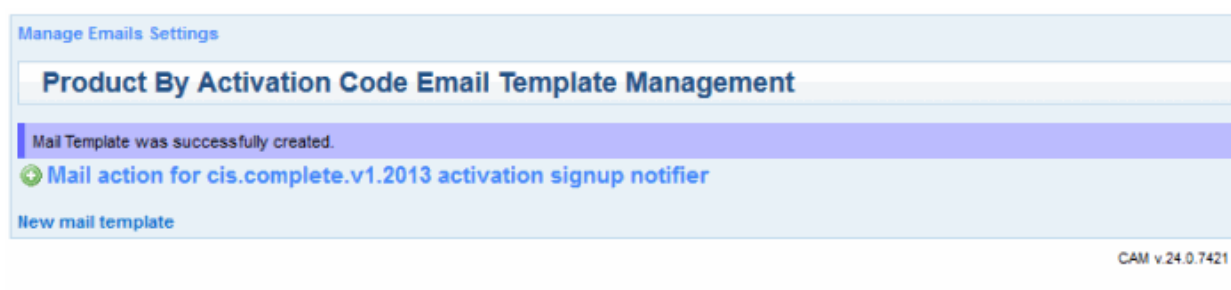 Manage Emails Settings
Product By Activation Code Email Template Management
Mail Template was successfully created.
Mail action for cis.complete.v1.2013 activation signup notifier
New mail template
CAM v.24.0.7421